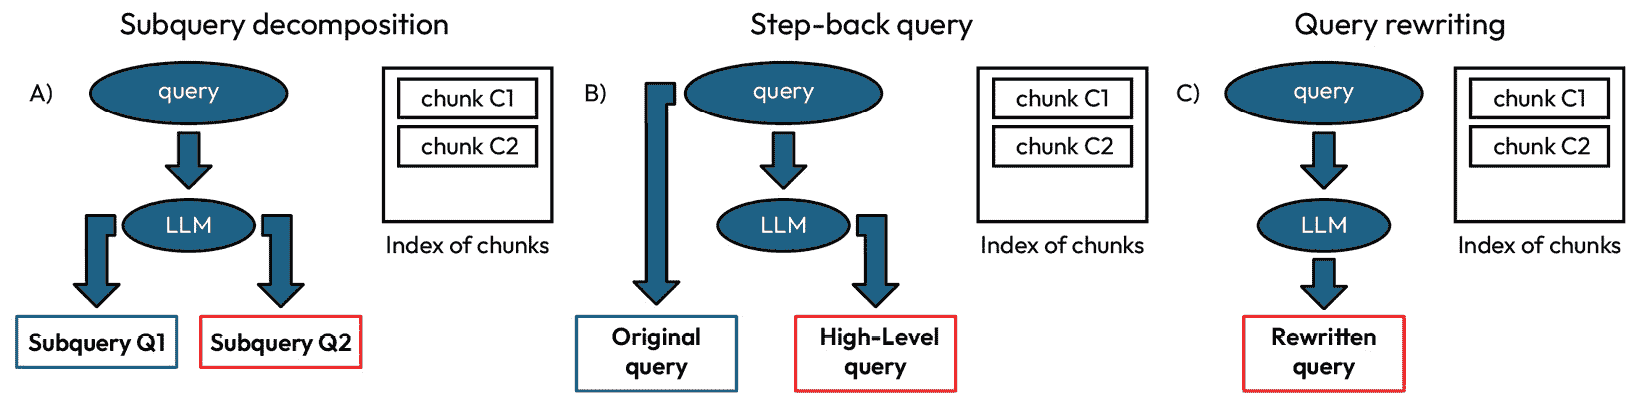 Subquery decomposition
A)
query
LLM
Subquery Q1
Subquery Q2
chunk C1
chunk C2
Index of chunks
Step-back query
B)
query
LLM
Original
query
High-Level
query
chunk C1
chunk C2
Index of chunks
Query rewriting
C)
query
LLM
Rewritten
query
chunk C1
chunk C2
Index of chunks